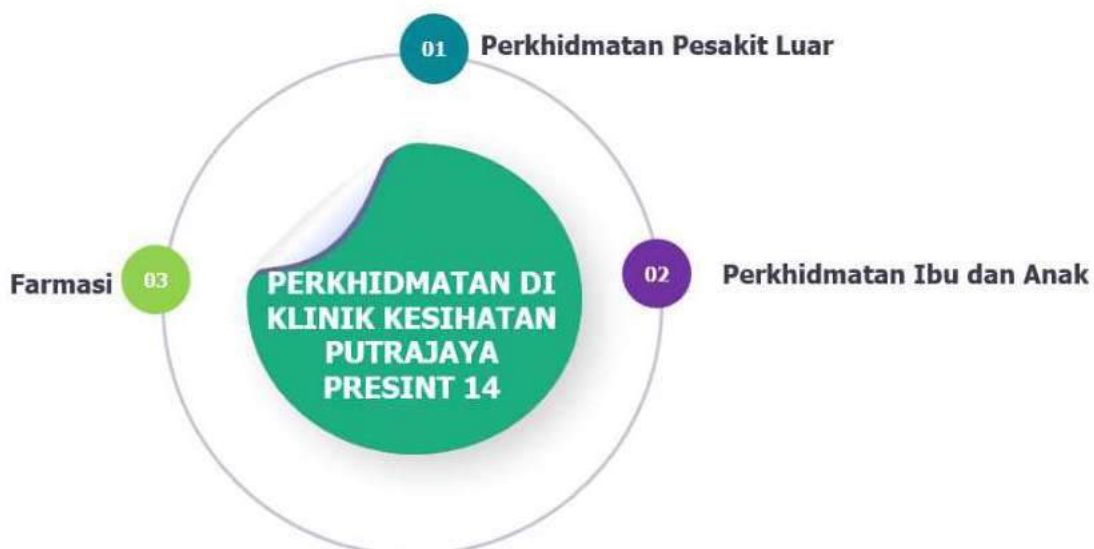 01
Perkhidmatan Pesakit Luar
02
Perkhidmatan Ibu dan Anak
Farmasi
03
PERKHIDMATAN DI
KLINIK KESIHATAN
PUTRAJAYA
PRESINT 14